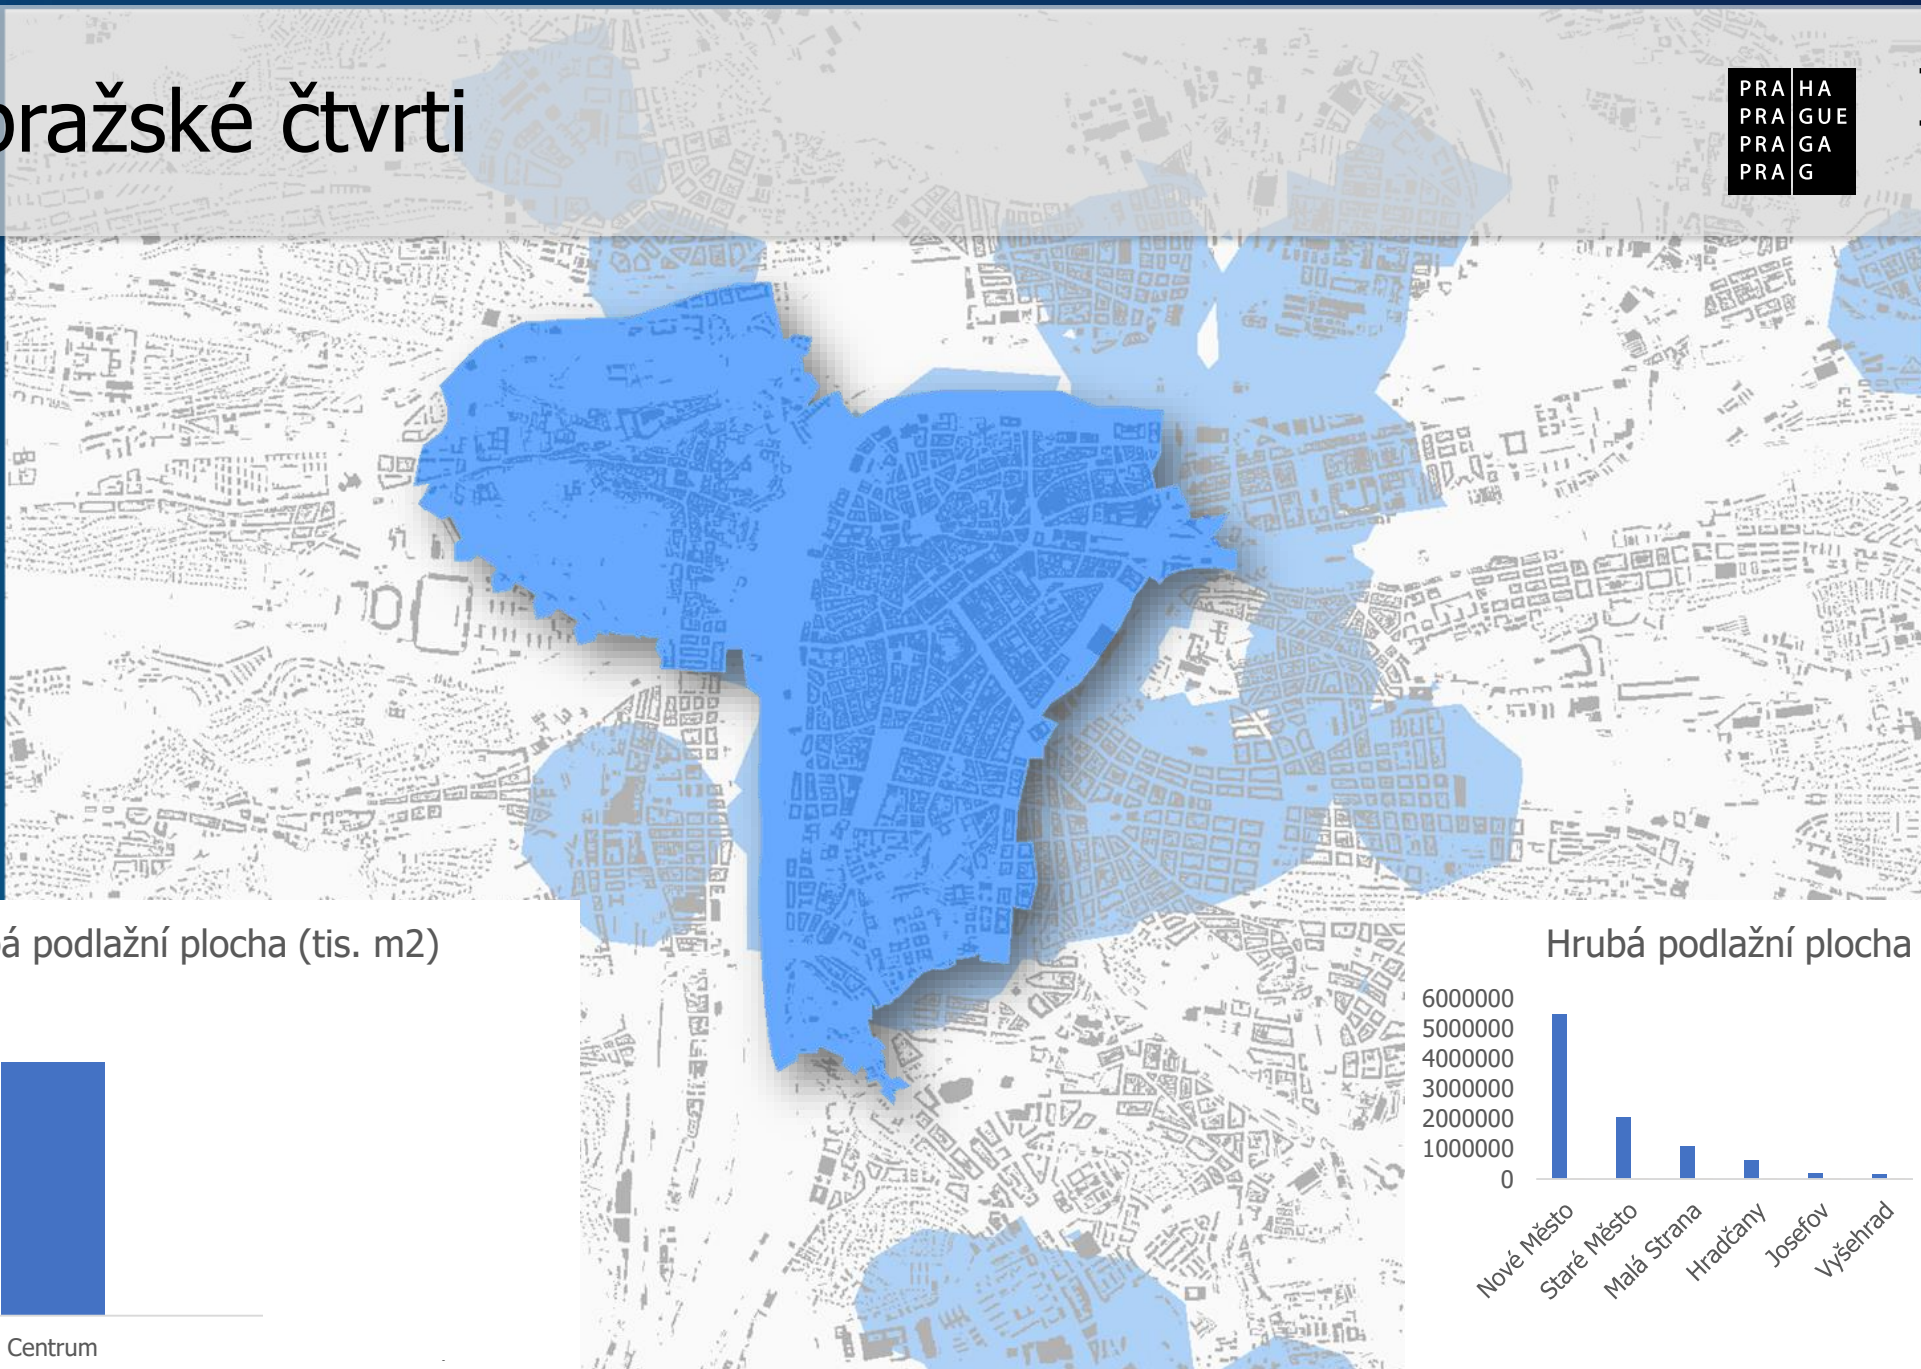 pražské čtvrti
PRA HA
PRA GUE
PRA GA
PRA G
á podlažní plocha (tis. m2)
Centrum
Hrubá podlažní plocha
6000000
5000000
4000000
3000000
2000000
1000000
0
Nové Město
Staré Město
Malá Strana
Hradčany
Josefov
Vyšehrad